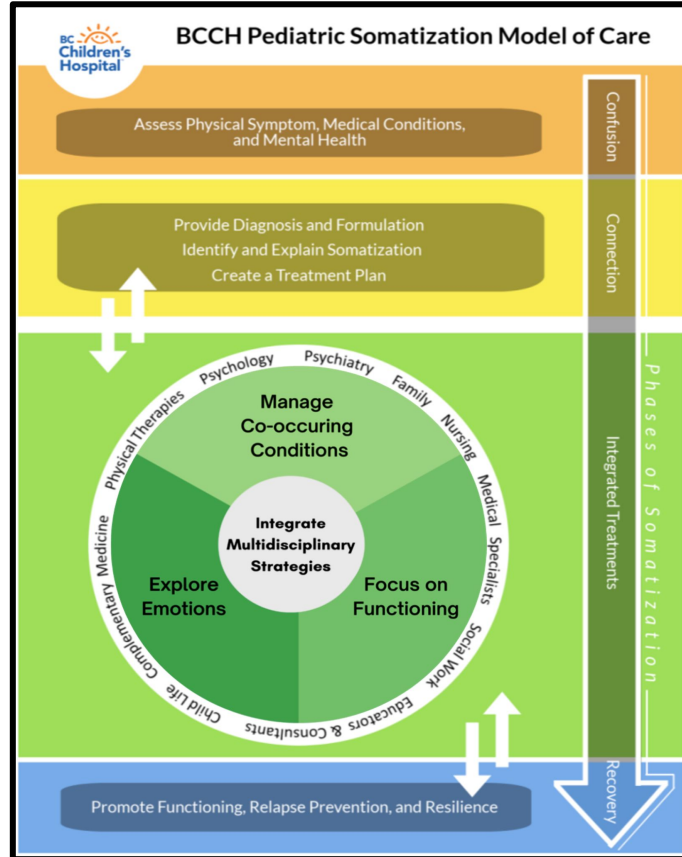 BC
Children's
Hospital
BCCH Pediatric Somatization Model of Care
Assess Physical Symptom, Medical Conditions,
and Mental Health
Confusion
Provide Diagnosis and Formulation
Identify and Explain Somatization
Create a Treatment Plan
Connection
Phases of Somatization
Integrated Treatments
Physical Therapies
Psychology
Psychiatry
Family
Nursing
Medical Specialists
Social Work
Educators & Consultants
Child Life
Complementary Medicine
Manage
Co-occuring
Conditions
Integrate
Multidisciplinary
Strategies
Explore
Emotions
Focus on
Functioning
Recovery
Promote Functioning, Relapse Prevention, and Resilience